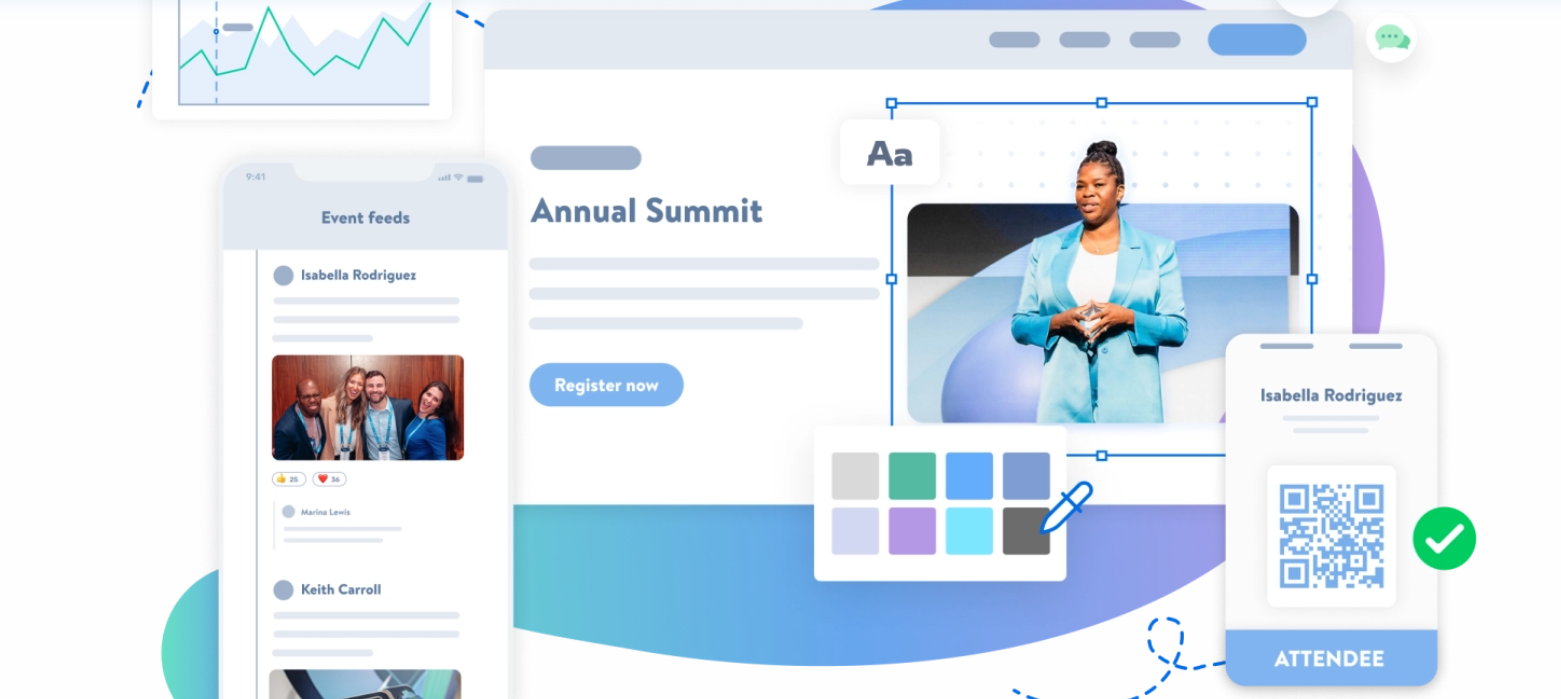 9:41
Event feeds
Isabella Rodriguez
👍 25 ❤️ 36
Marina Lewis
Keith Carroll
Annual Summit
Register now
Aa
Isabella Rodriguez
ATTENDEE